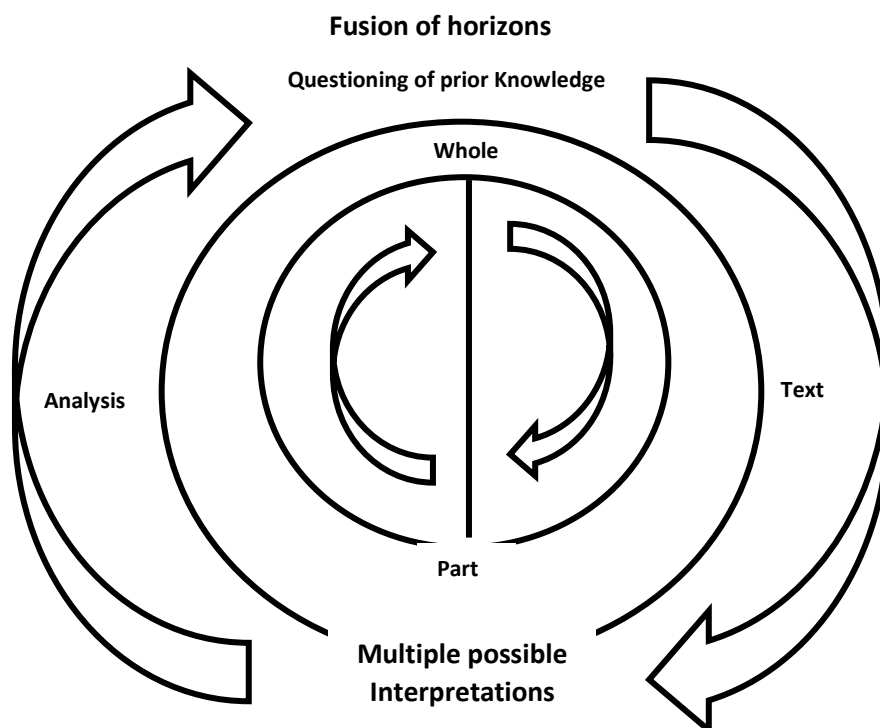 Fusion of horizons
Questioning of prior Knowledge
Whole
Analysis
Text
Part
Multiple possible
Interpretations